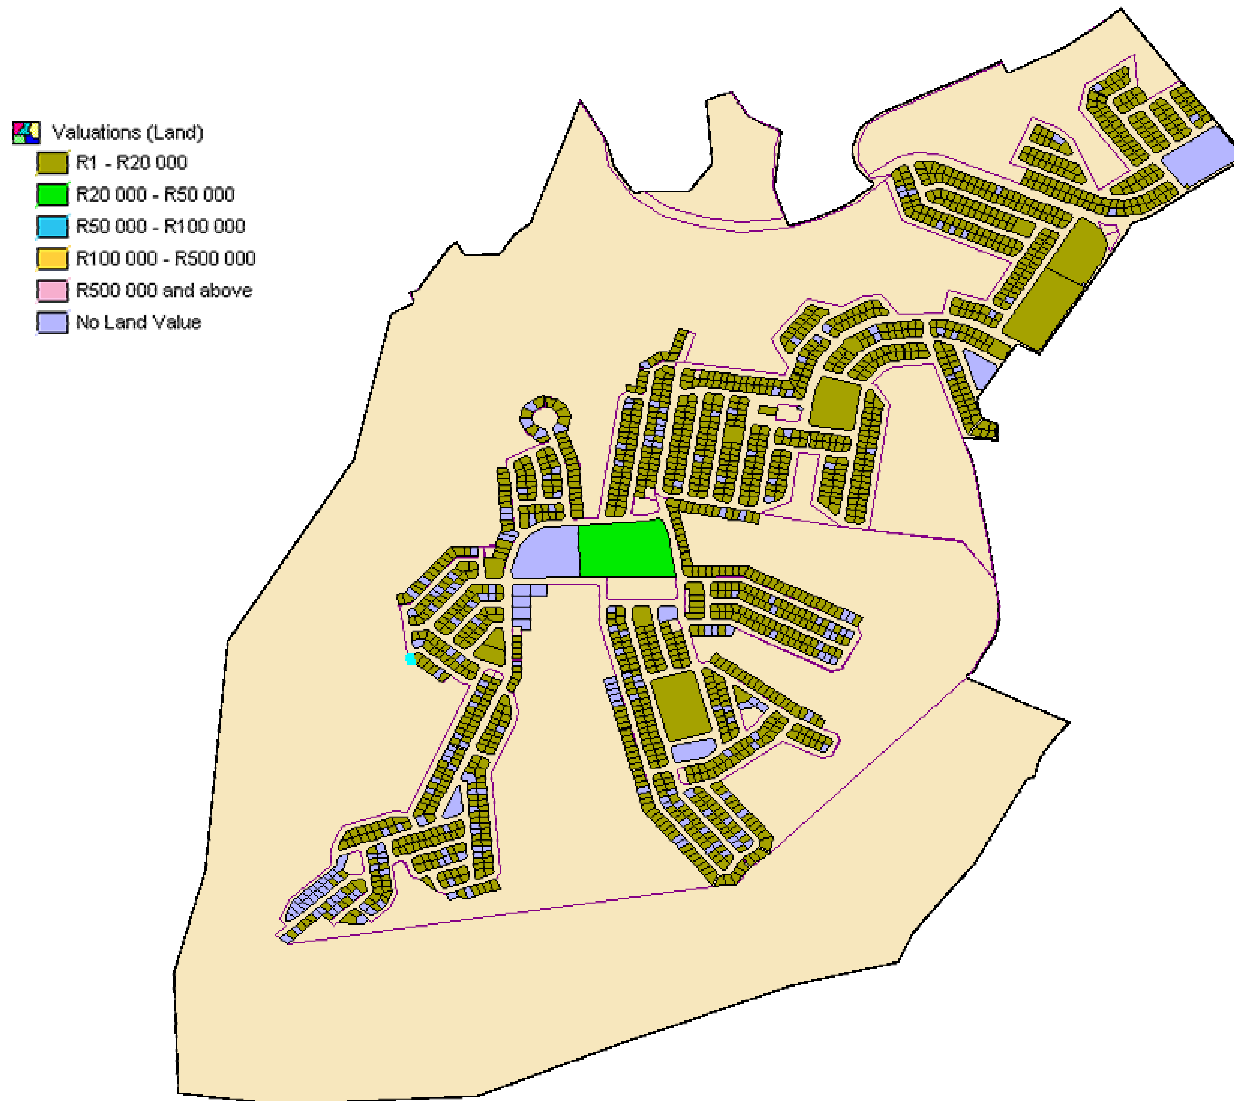 Valuations (Land)
R1 - R20 000
R20 000 - R50 000
R50 000 - R100 000
R100 000 - R500 000
R500 000 and above
No Land Value